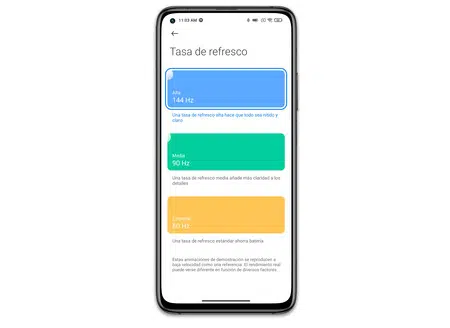 11:03 AM
Tasa de refresco
Alta
144 Hz
Una tasa de refresco alta hace que todo sea nítido y
claro
Media
90 Hz
Una tasa de refresco media añade más claridad a los
detalles
60 Hz
Una tasa de refresco estándar ahorra batería
Estas animaciones de demostración se reproducen a
baja velocidad como una referencia. El rendimiento real
puede verse diferente en función de diversos factores.